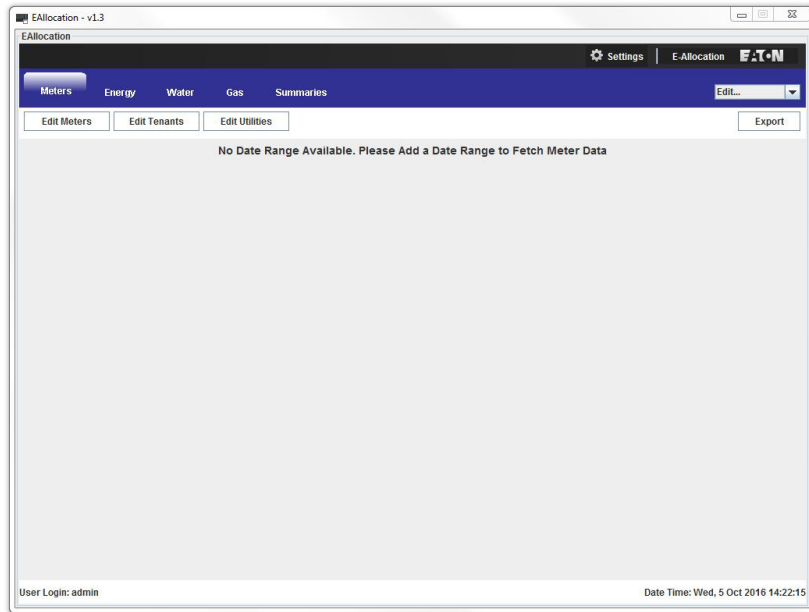 EAllocation - v1.3
EAllocation
Settings E-Allocation EATON
Meters Energy Water Gas Summaries Edit...
Edit Meters Edit Tenants Edit Utilities Export
No Date Range Available. Please Add a Date Range to Fetch Meter Data
User Login: admin Date Time: Wed, 5 Oct 2016 14:22:15